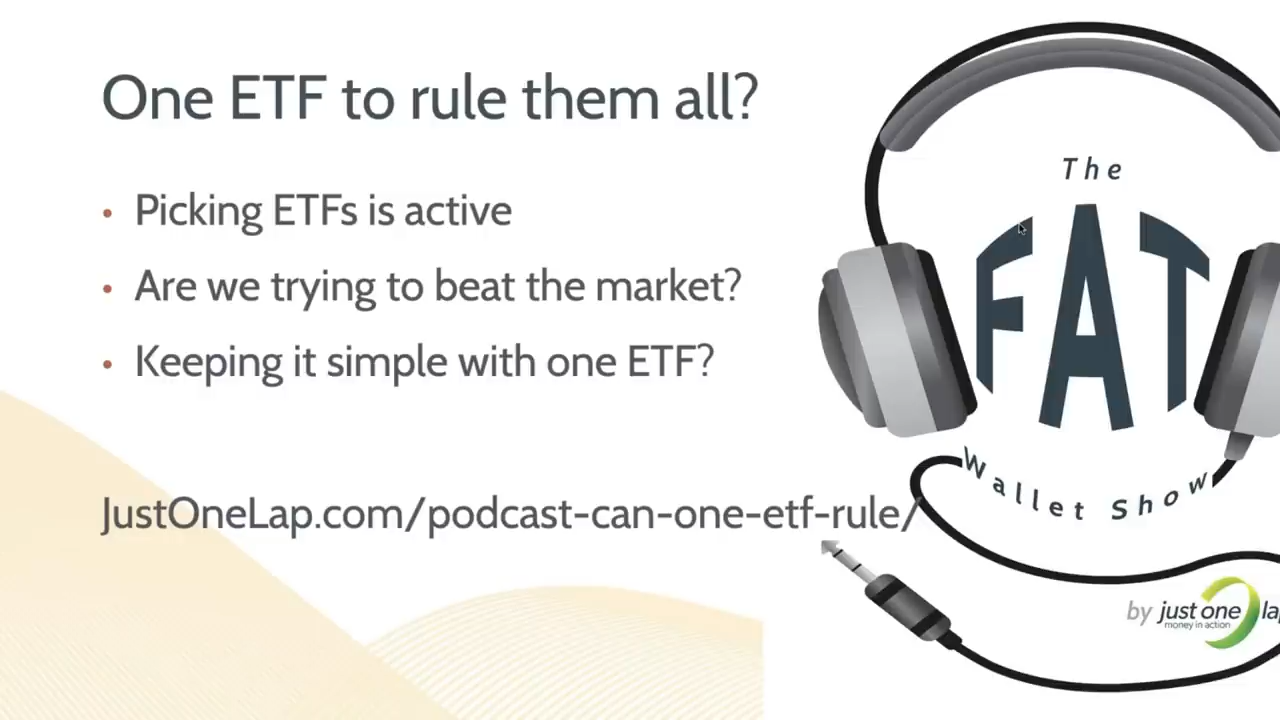 One ETF to rule them all?
• Picking ETFs is active
• Are we trying to beat the market?
• Keeping it simple with one ETF?
JustOneLap.com/podcast-can-one-etf-rule/
The
FAT
Wallet Show
by just one lap
money in action